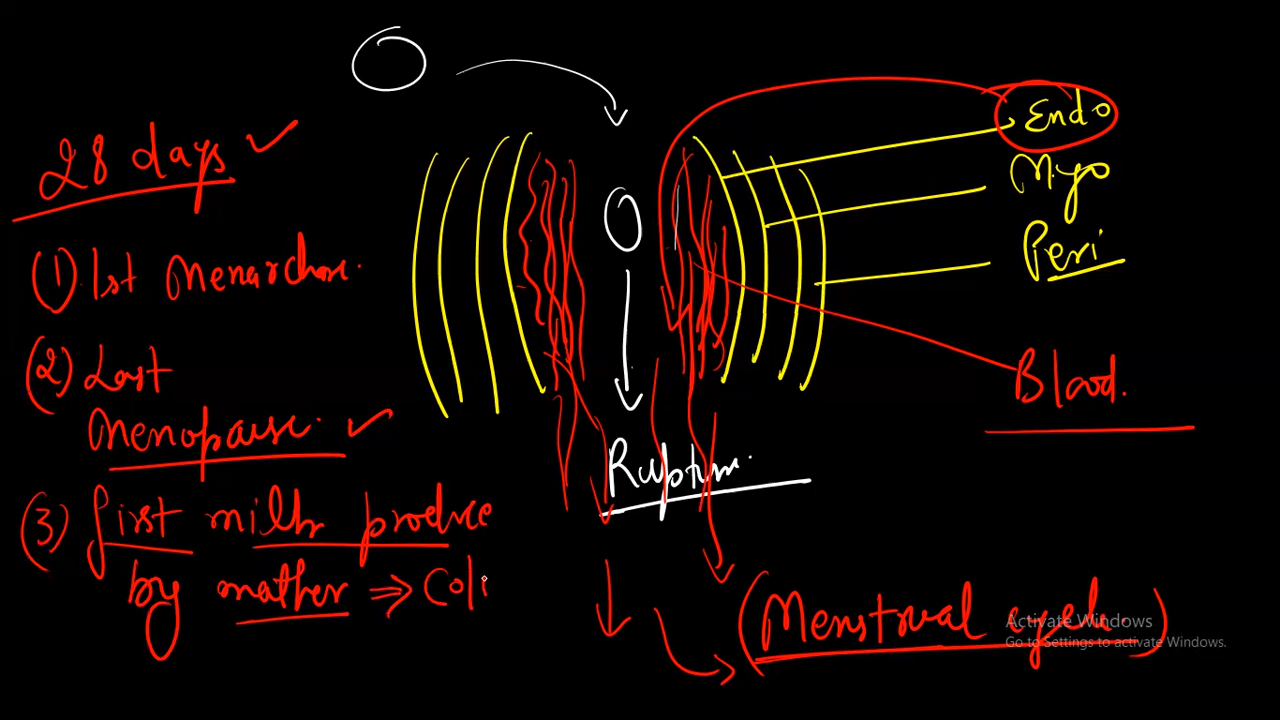 28 days ✓
(1) 1st Menarchae.
(2) Last
Menopause. ✓
(3) first milk produce
by mother ⇒ Coli
Endo
Myo
Peri
Blood.
Rupture.
(Menstrual cycle.)
Activate Windows
Go to Settings to activate Windows.